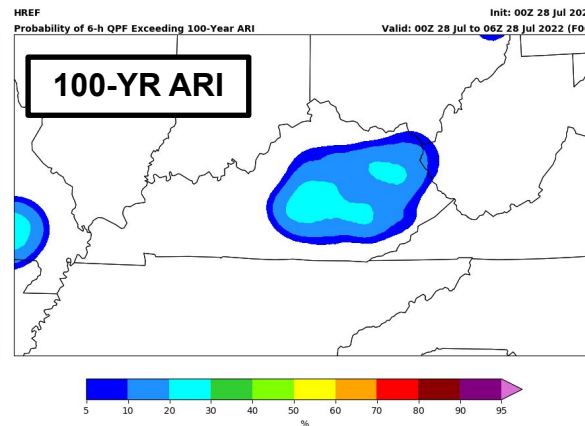 HREF
Init: 00Z 28 Jul 202
Probability of 6-h QPF Exceeding 100-Year ARI
Valid: 00Z 28 Jul to 06Z 28 Jul 2022 (F00
100-YR ARI
5 10 20 30 40 50 60 70 80 90 95
%